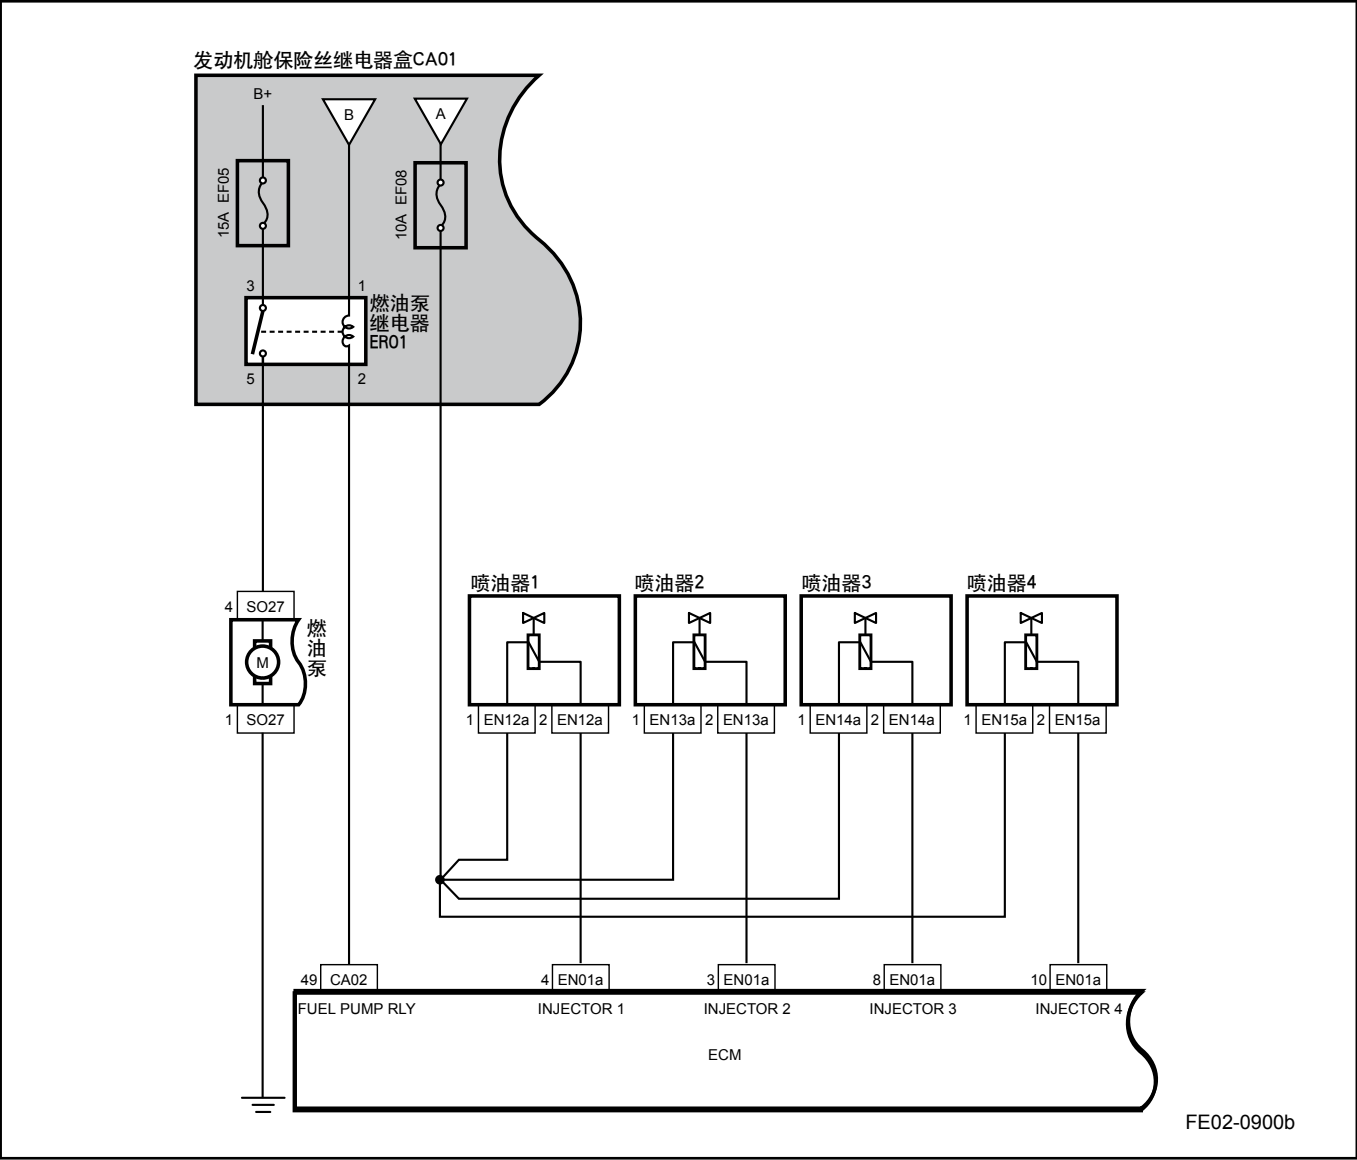 发动机舱保险丝继电器盒CA01
B+
B
A
15A EF05
10A EF08
3
1
燃油泵
继电器
ER01
5
2
喷油器1
喷油器2
喷油器3
喷油器4
4 SO27
燃油泵
M
1 SO27
1 EN12a 2 EN12a
1 EN13a 2 EN13a
1 EN14a 2 EN14a
1 EN15a 2 EN15a
49 CA02
4 EN01a
3 EN01a
8 EN01a
10 EN01a
FUEL PUMP RLY
INJECTOR 1
INJECTOR 2
INJECTOR 3
INJECTOR 4
ECM
FE02-0900b